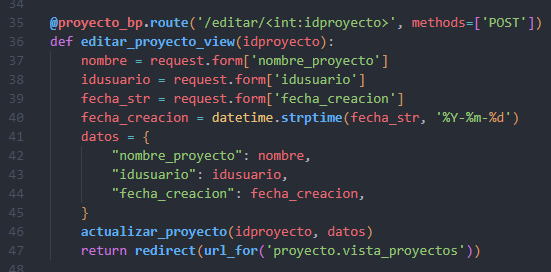 34
35 @proyecto_bp.route('/editar/<int:idproyecto>', methods=['POST'])
36 def editar_proyecto_view(idproyecto):
37     nombre = request.form['nombre_proyecto']
38     idusuario = request.form['idusuario']
39     fecha_str = request.form['fecha_creacion']
40     fecha_creacion = datetime.strptime(fecha_str, '%Y-%m-%d')
41     datos = {
42         "nombre_proyecto": nombre,
43         "idusuario": idusuario,
44         "fecha_creacion": fecha_creacion,
45     }
46     actualizar_proyecto(idproyecto, datos)
47     return redirect(url_for('proyecto.vista_proyectos'))
48